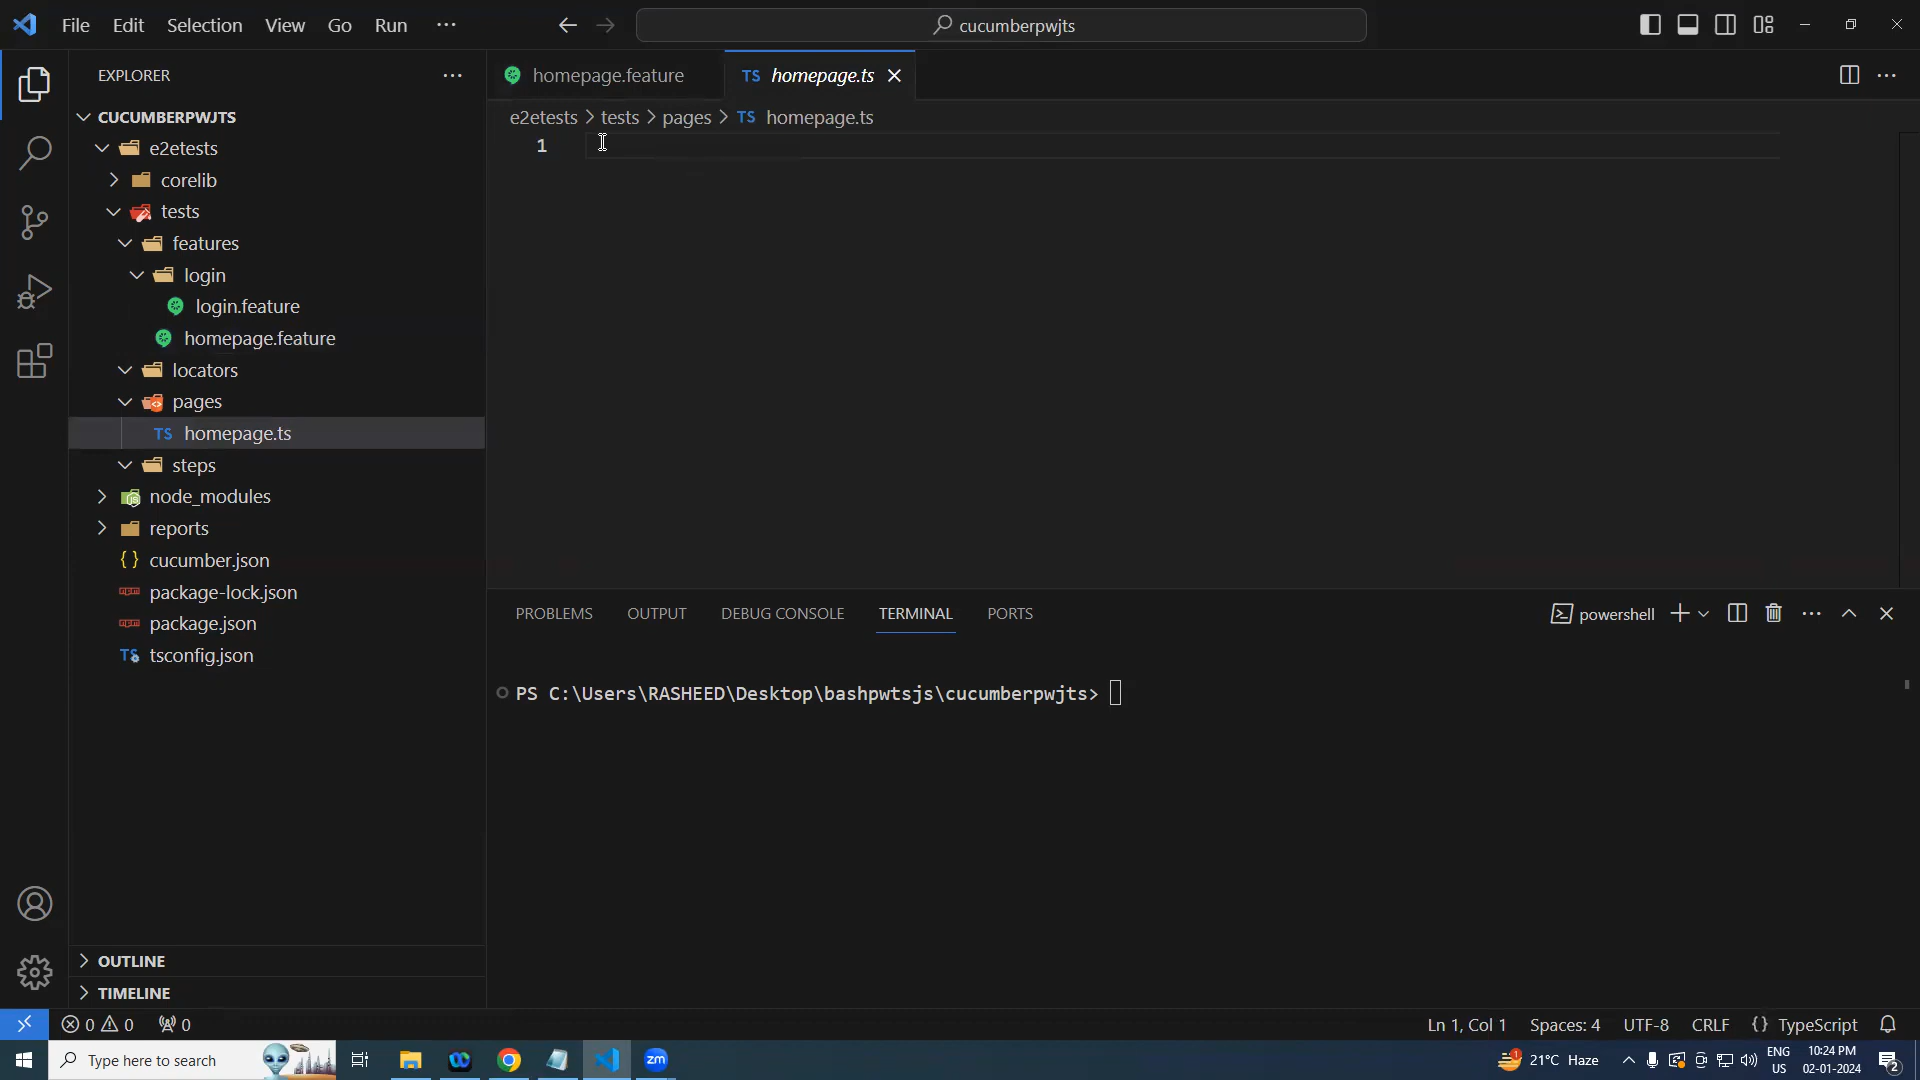 File Edit Selection View Go Run ···
cucumberpwjts
EXPLORER ···
CUCUMBERPWJTS
e2etests
corelib
tests
features
login
login.feature
homepage.feature
locators
pages
TS homepage.ts
steps
node_modules
reports
{ } cucumber.json
package-lock.json
package.json
TS tsconfig.json
OUTLINE
TIMELINE
homepage.feature
TS homepage.ts
e2etests > tests > pages > TS homepage.ts
1
PROBLEMS OUTPUT DEBUG CONSOLE TERMINAL PORTS
powershell
PS C:\Users\RASHEED\Desktop\bashpwtsjs\cucumberpwjts>
0 0 0
Ln 1, Col 1 Spaces: 4 UTF-8 CRLF { } TypeScript
Type here to search
zm
1 21°C Haze
ENG
US
10:24 PM
02-01-2024
2